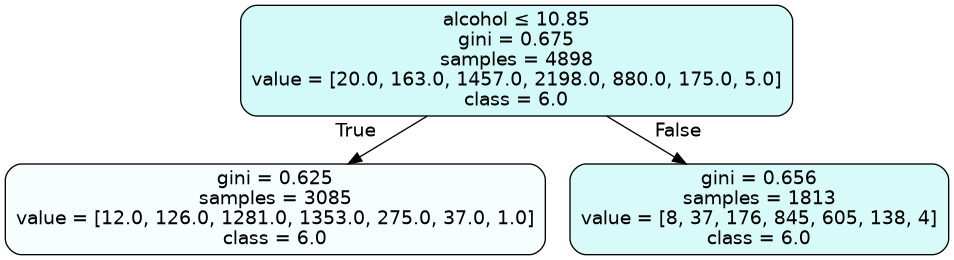 alcohol ≤ 10.85
gini = 0.675
samples = 4898
value = [20.0, 163.0, 1457.0, 2198.0, 880.0, 175.0, 5.0]
class = 6.0
True
False
gini = 0.625
samples = 3085
value = [12.0, 126.0, 1281.0, 1353.0, 275.0, 37.0, 1.0]
class = 6.0
gini = 0.656
samples = 1813
value = [8, 37, 176, 845, 605, 138, 4]
class = 6.0